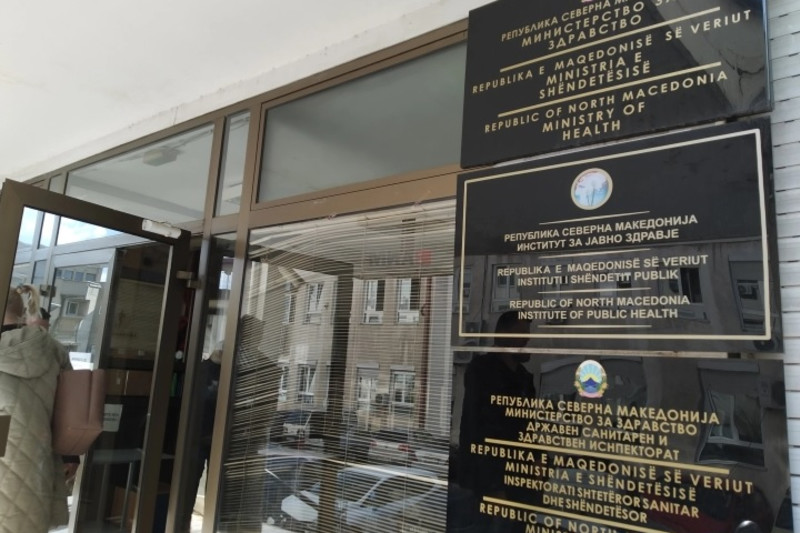 РЕПУБЛИКА СЕВЕРНА
МИНИСТЕРСТВО ЗА
ЗДРАВСТВО
REPUBLIKA E MAQEDONISË SË VERIUT
MINISTRIA E
SHËNDETËSISË
REPUBLIC OF NORTH MACEDONIA
MINISTRY OF
HEALTH
РЕПУБЛИКА СЕВЕРНА МАКЕДОНИЈА
ИНСТИТУТ ЗА ЈАВНО ЗДРАВЈЕ
REPUBLIKA E MAQEDONISË SË VERIUT
INSTITUTI I SHËNDETIT PUBLIK
REPUBLIC OF NORTH MACEDONIA
INSTITUTE OF PUBLIC HEALTH
РЕПУБЛИКА СЕВЕРНА МАКЕДОНИЈА
МИНИСТЕРСТВО ЗА ЗДРАВСТВО
ДРЖАВЕН САНИТАРЕН И
ЗДРАВСТВЕН ИСНПЕКТОРАТ
REPUBLIKA E MAQEDONISË SË VERIUT
MINISTRIA E SHËNDETËSISË
INSPEKTORATI SHTETËROR SANITAR
DHE SHËNDETËSOR
REPUBLIC OF